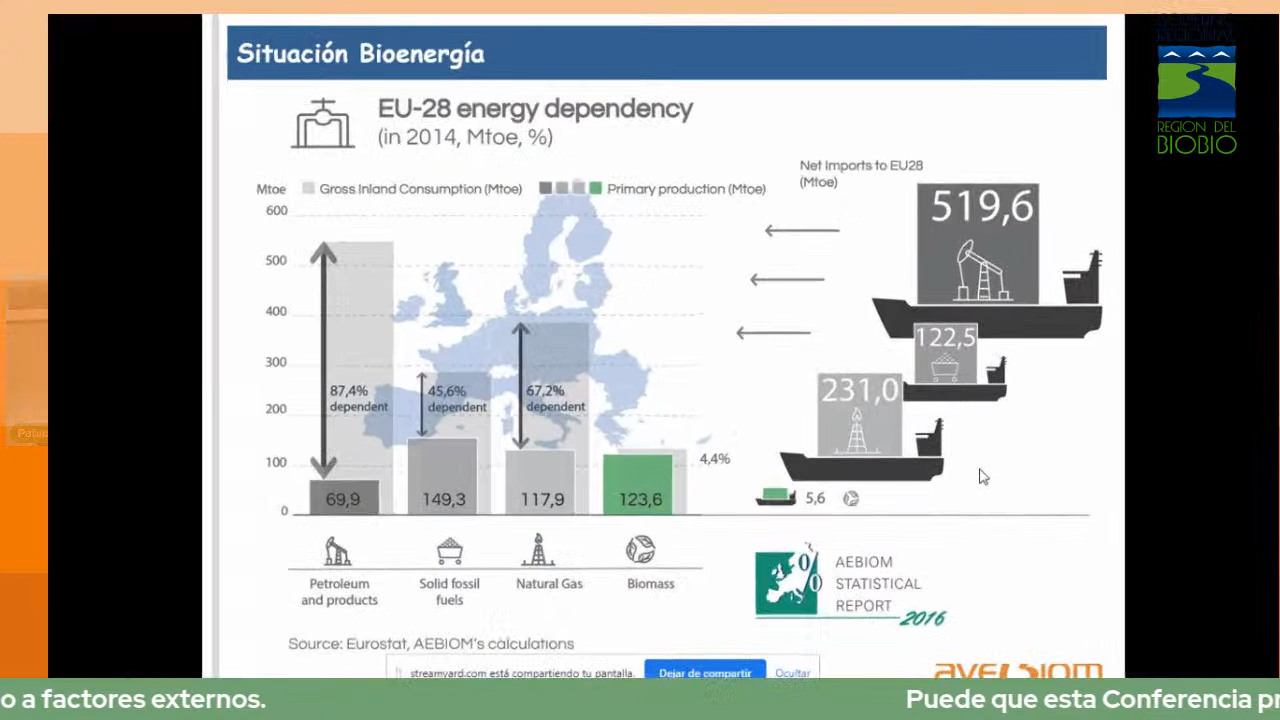 Situación Bioenergía
EU-28 energy dependency
(in 2014, Mtoe, %)
REGIONAL
REGION DEL
BIOBIO
Net Imports to EU28
(Mtoe)
Mtoe
Gross Inland Consumption (Mtoe)
Primary production (Mtoe)
600
500
400
300
200
100
0
519,6
122,5
231,0
5,6
87,4%
dependent
45,6%
dependent
67,2%
dependent
4,4%
69,9
149,3
117,9
123,6
Petroleum
and products
Solid fossil
fuels
Natural Gas
Biomass
%
AEBIOM
STATISTICAL
REPORT
2016
Source: Eurostat, AEBIOM's calculations
streamyard.com está compartiendo tu pantalla.
Dejar de compartir
Ocultar
o a factores externos.
Puede que esta Conferencia pr